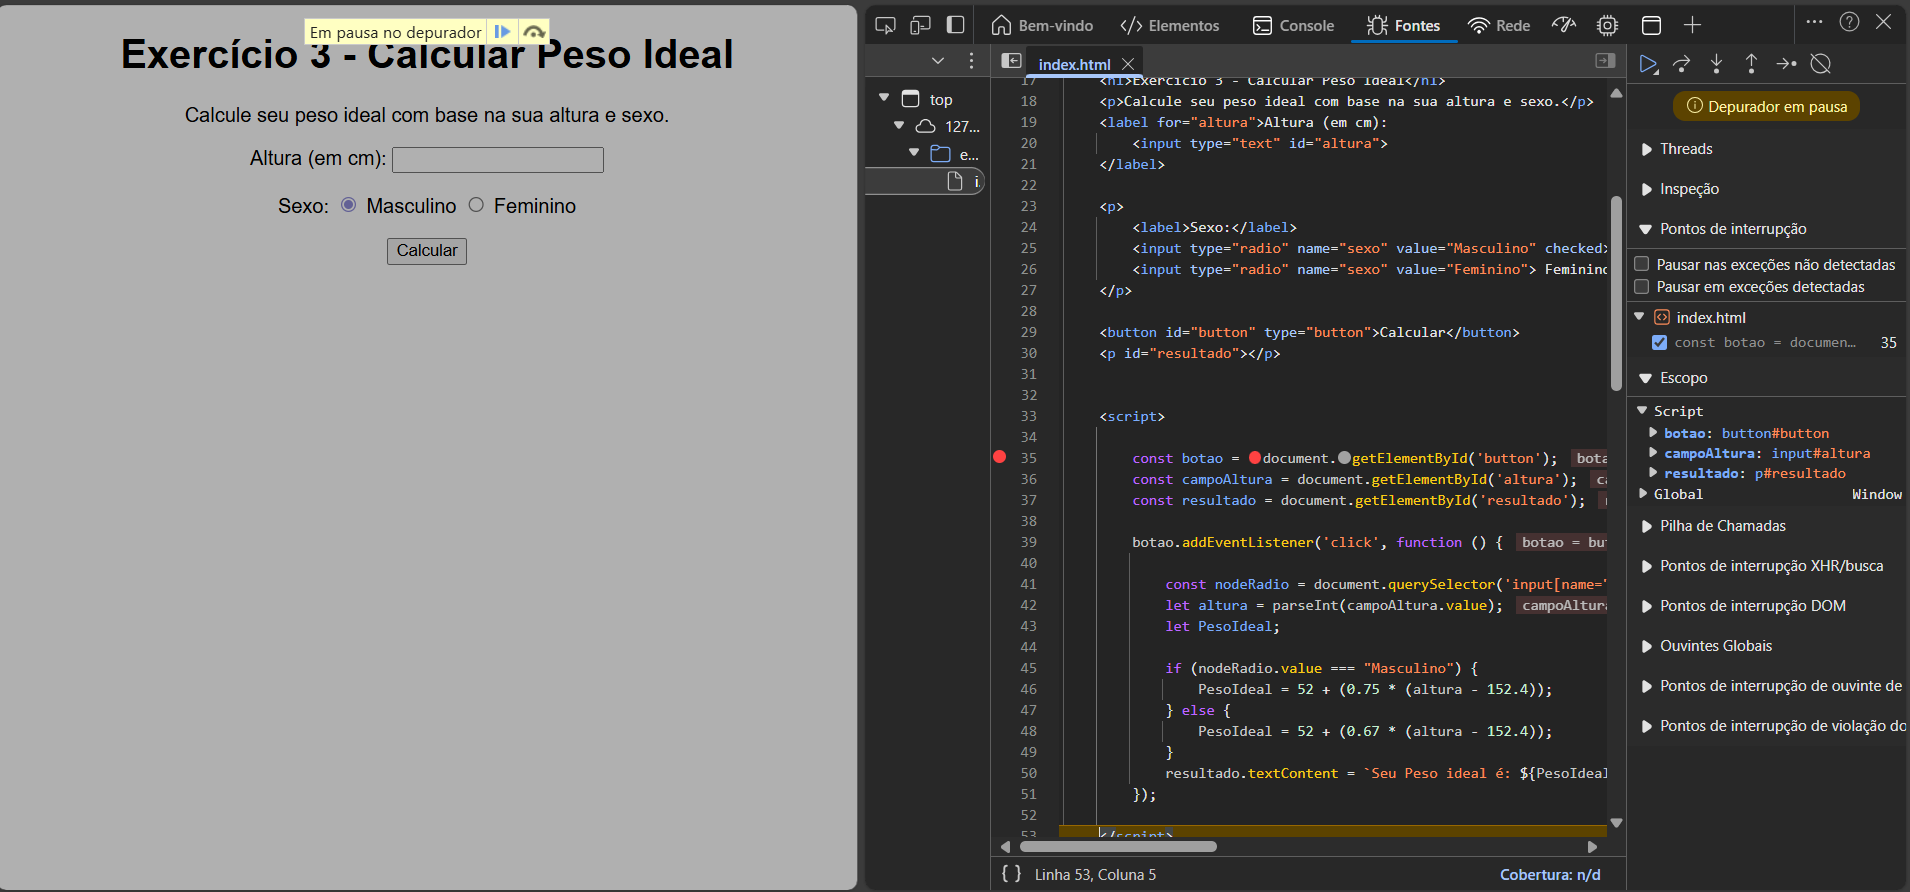 Em pausa no depurador
Exercício 3 - Calcular Peso Ideal
Calcule seu peso ideal com base na sua altura e sexo.
Altura (em cm):
Sexo: Masculino Feminino
Calcular
Bem-vindo Elementos Console Fontes Rede
index.html
top
127...
e...
i.
17 <h1>Exercício 3 - Calcular Peso Ideal</h1>
18 <p>Calcule seu peso ideal com base na sua altura e sexo.</p>
19 <label for="altura">Altura (em cm):
20 <input type="text" id="altura">
21 </label>
22
23 <p>
24 <label>Sexo:</label>
25 <input type="radio" name="sexo" value="Masculino" checked>
26 <input type="radio" name="sexo" value="Feminino"> Feminino
27 </p>
28
29 <button id="button" type="button">Calcular</button>
30 <p id="resultado"></p>
31
32
33 <script>
34
35 const botao = document.getElementById('button'); bota
36 const campoAltura = document.getElementById('altura'); ca
37 const resultado = document.getElementById('resultado');
38
39 botao.addEventListener('click', function () { botao = but
40
41 const nodeRadio = document.querySelector('input[name="
42 let altura = parseInt(campoAltura.value); campoAltura
43 let PesoIdeal;
44
45 if (nodeRadio.value === "Masculino") {
46 PesoIdeal = 52 + (0.75 * (altura - 152.4));
47 } else {
48 PesoIdeal = 52 + (0.67 * (altura - 152.4));
49 }
50 resultado.textContent = `Seu Peso ideal é: ${PesoIdeal
51 });
52
53 </script>
{ } Linha 53, Coluna 5 Cobertura: n/d
Depurador em pausa
Threads
Inspeção
Pontos de interrupção
Pausar nas exceções não detectadas
Pausar em exceções detectadas
index.html
const botao = documen... 35
Escopo
Script
botao: button#button
campoAltura: input#altura
resultado: p#resultado
Global Window
Pilha de Chamadas
Pontos de interrupção XHR/busca
Pontos de interrupção DOM
Ouvintes Globais
Pontos de interrupção de ouvinte de
Pontos de interrupção de violação do